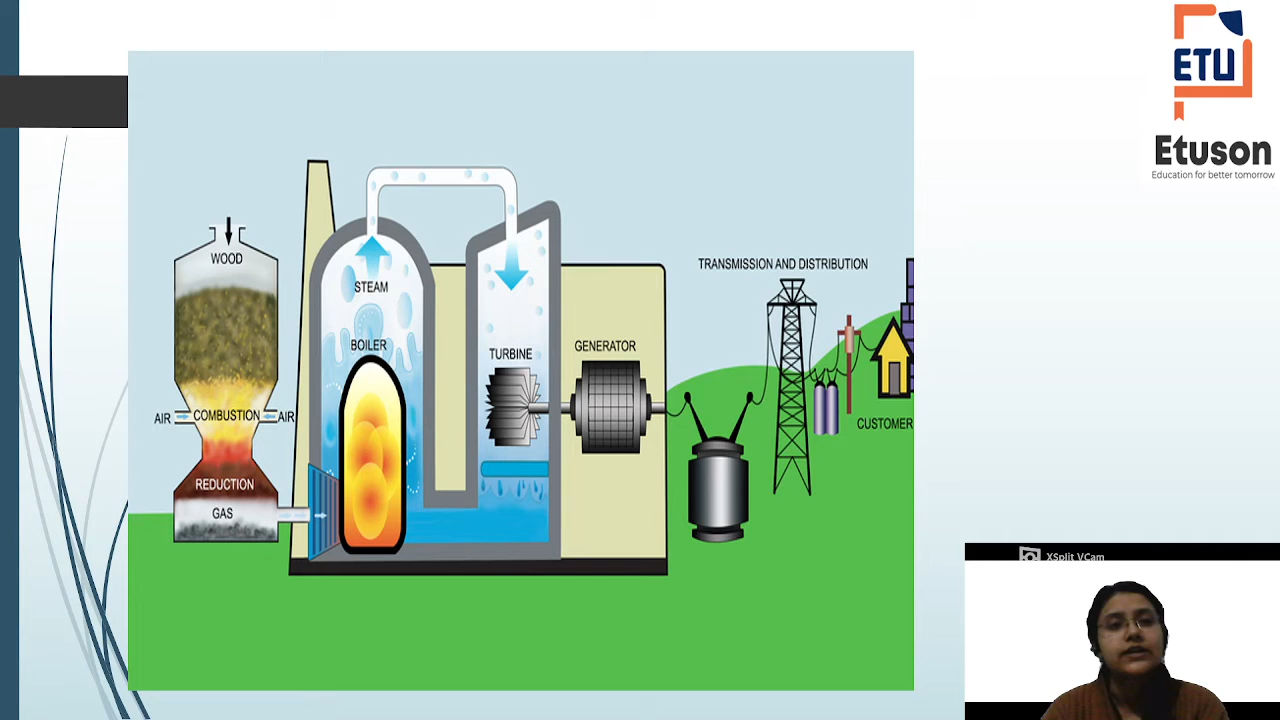 ETU
Etuson
Education for better tomorrow
WOOD
STEAM
BOILER
TURBINE
GENERATOR
TRANSMISSION AND DISTRIBUTION
AIR
COMBUSTION
AIR
CUSTOMER
REDUCTION
GAS
XSplit VCam